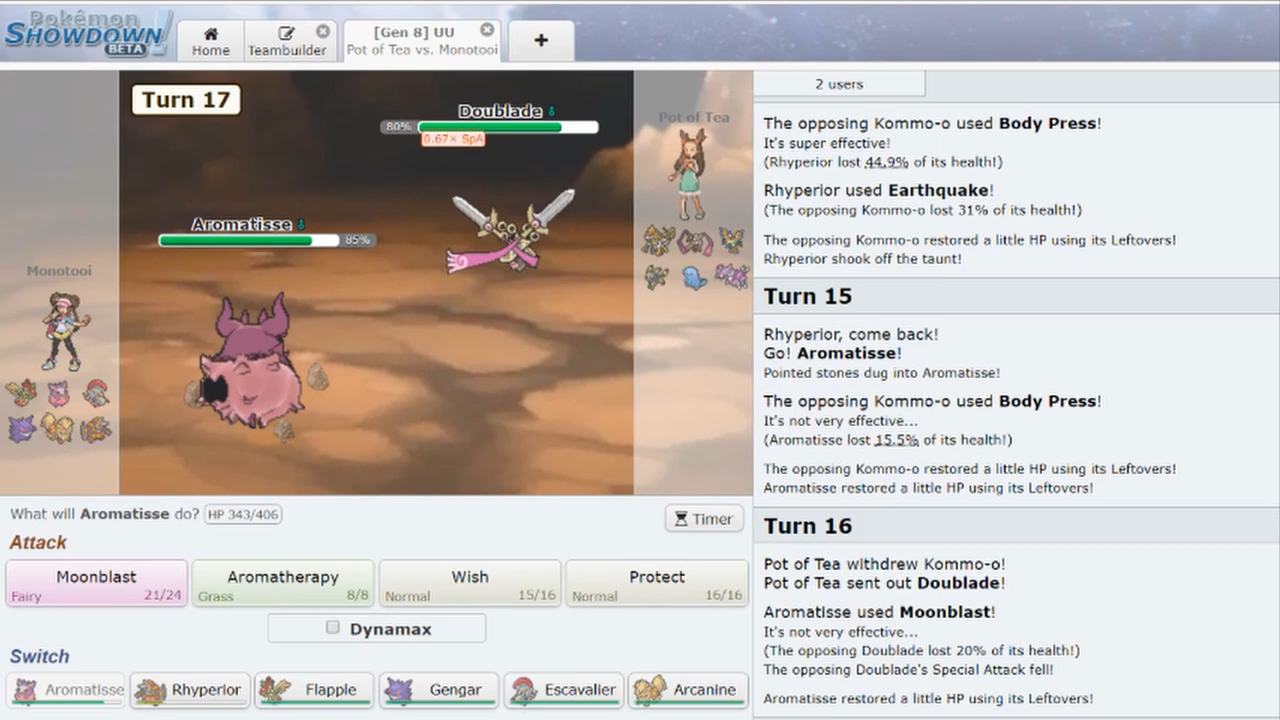 Pokémon
SHOWDOWN!
BETA
Home
Teambuilder
[Gen 8] UU
Pot of Tea vs. Monotooi
+
Turn 17
Doublade
80%
0.67× SpA
Pot of Tea
Aromatisse
85%
Monotooi
2 users
The opposing Kommo-o used Body Press!
It's super effective!
(Rhyperior lost 44.9% of its health!)
Rhyperior used Earthquake!
(The opposing Kommo-o lost 31% of its health!)
The opposing Kommo-o restored a little HP using its Leftovers!
Rhyperior shook off the taunt!
Turn 15
Rhyperior, come back!
Go! Aromatisse!
Pointed stones dug into Aromatisse!
The opposing Kommo-o used Body Press!
It's not very effective...
(Aromatisse lost 15.5% of its health!)
The opposing Kommo-o restored a little HP using its Leftovers!
Aromatisse restored a little HP using its Leftovers!
Turn 16
Pot of Tea withdrew Kommo-o!
Pot of Tea sent out Doublade!
Aromatisse used Moonblast!
It's not very effective...
(The opposing Doublade lost 20% of its health!)
The opposing Doublade's Special Attack fell!
Aromatisse restored a little HP using its Leftovers!
What will Aromatisse do? HP 343/406
Timer
Attack
Moonblast
Fairy 21/24
Aromatherapy
Grass 8/8
Wish
Normal 15/16
Protect
Normal 16/16
Dynamax
Switch
Aromatisse
Rhyperior
Flapple
Gengar
Escavalier
Arcanine